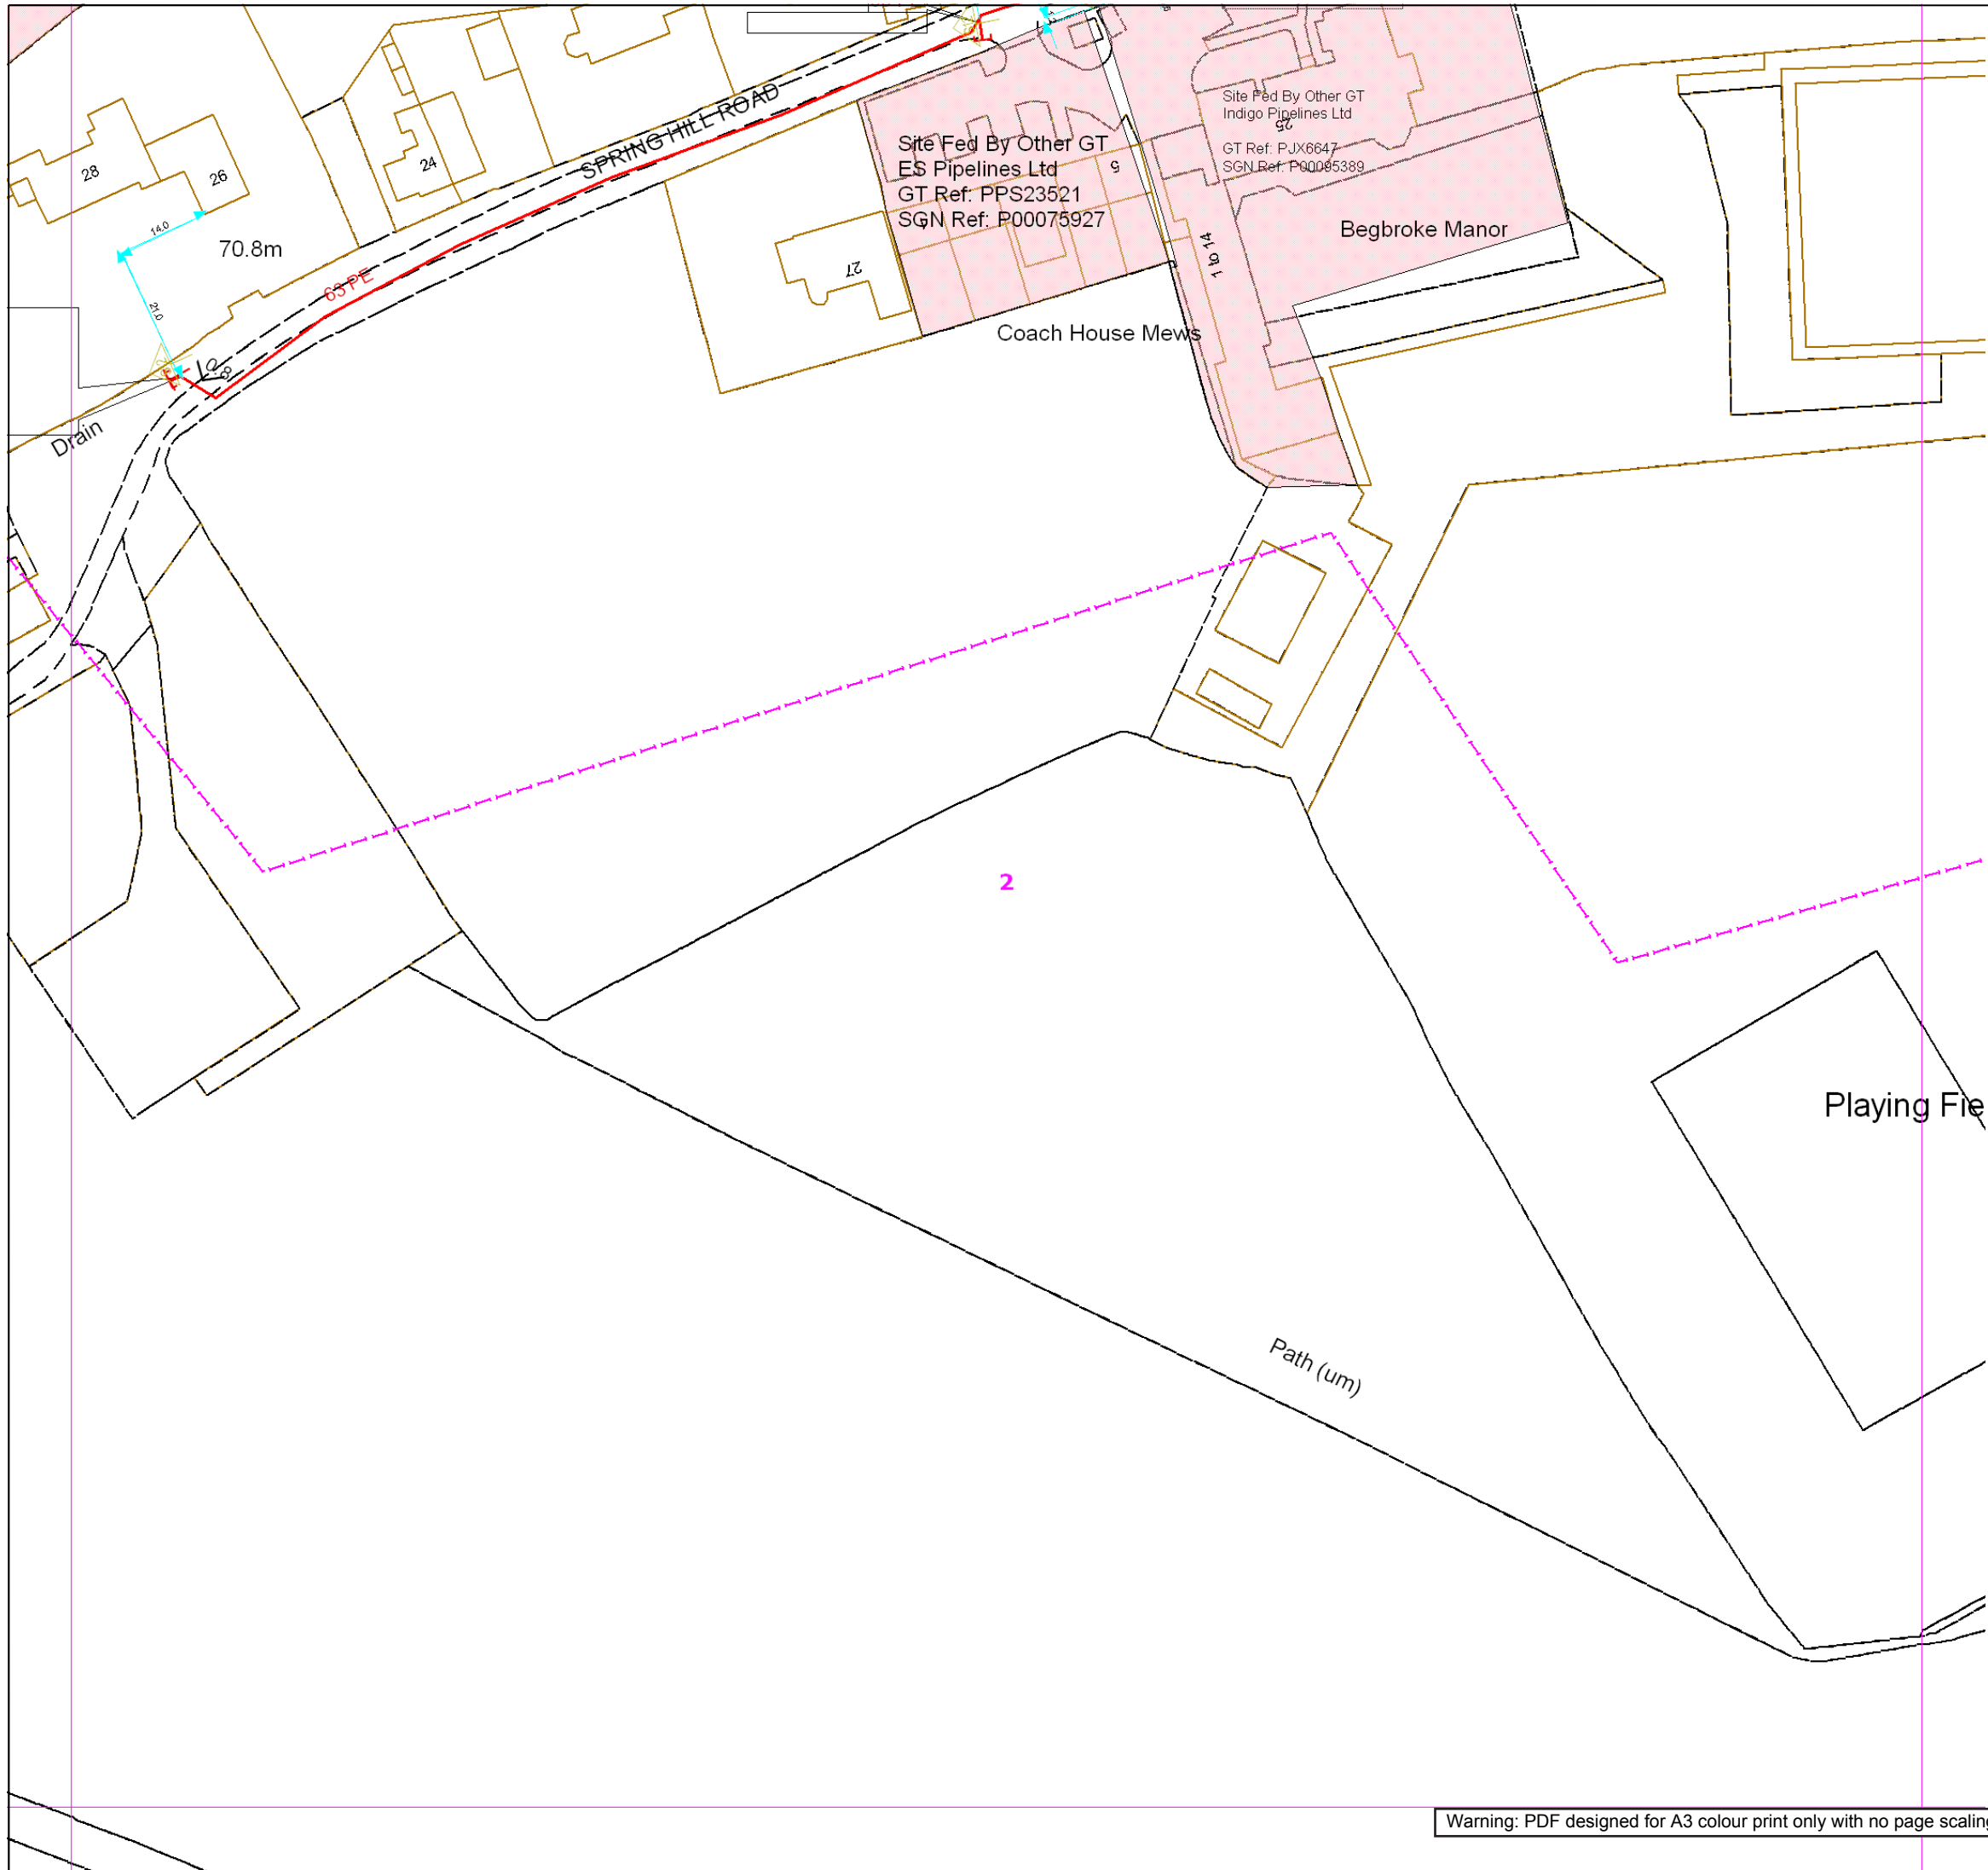 SPRING HILL ROAD
Site Fed By Other GT
ES Pipelines Ltd
GT Ref: PPS23521
SGN Ref: P00075927
Site Fed By Other GT
Indigo Pipelines Ltd
25
GT Ref: PJX6647
SGN Ref: P00095389
Begbroke Manor
28
26
24
27
5
1 to 14
14.0
70.8m
21.0
63 PE
0.8
Drain
Coach House Mews
2
Playing Fie
Path (um)
Warning: PDF designed for A3 colour print only with no page scaling